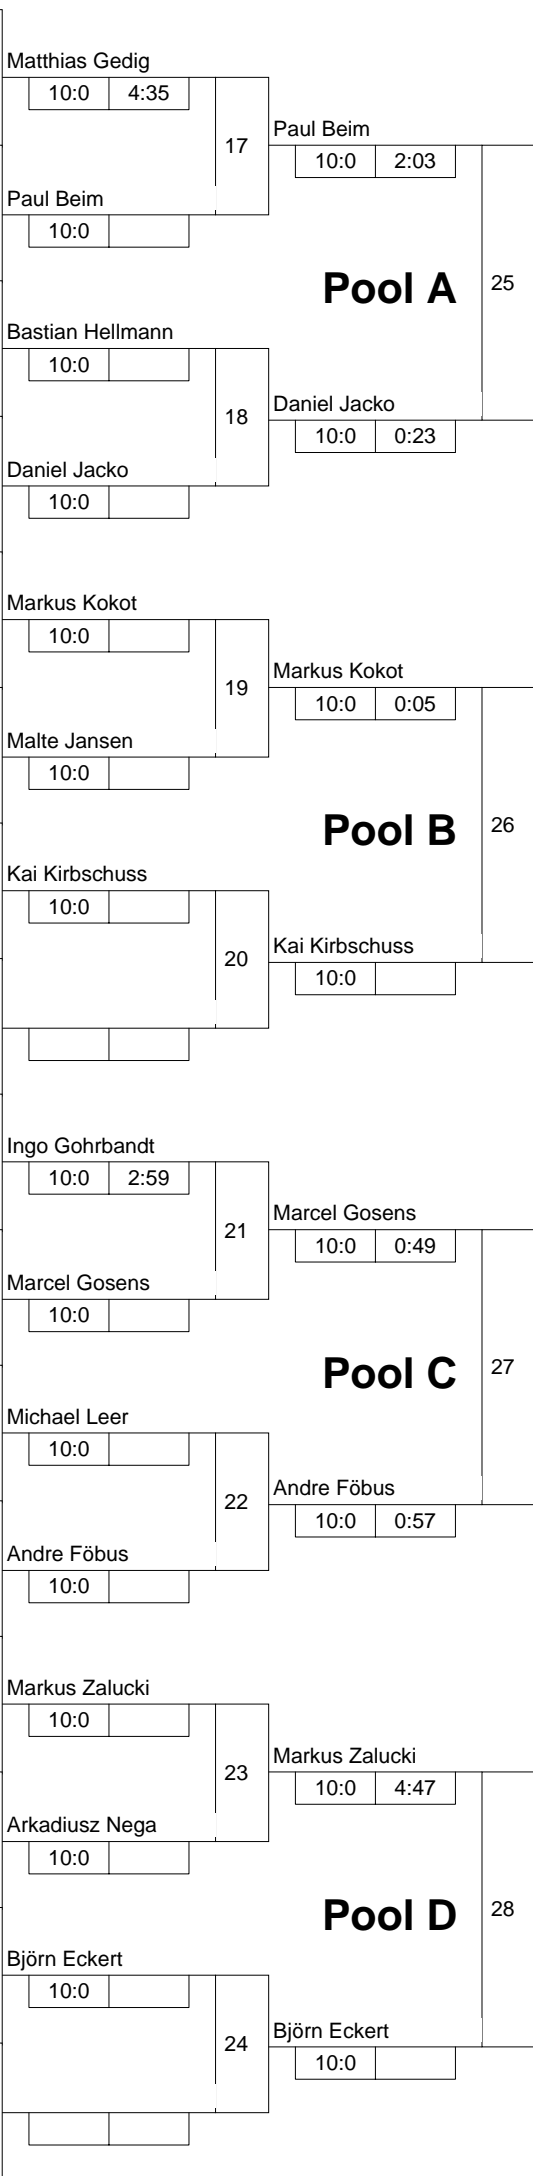 Matthias Gedig
10:0 4:35
17
Paul Beim
10:0 2:03
Paul Beim
10:0
Pool A
25
Bastian Hellmann
10:0
18
Daniel Jacko
10:0 0:23
Daniel Jacko
10:0
Markus Kokot
10:0
19
Markus Kokot
10:0 0:05
Malte Jansen
10:0
Pool B
26
Kai Kirbschuss
10:0
20
Kai Kirbschuss
10:0
Ingo Gohrbandt
10:0 2:59
21
Marcel Gosens
10:0 0:49
Marcel Gosens
10:0
Pool C
27
Michael Leer
10:0
22
Andre Föbus
10:0 0:57
Andre Föbus
10:0
Markus Zalucki
10:0
23
Markus Zalucki
10:0 4:47
Arkadiusz Nega
10:0
Pool D
28
Björn Eckert
10:0
24
Björn Eckert
10:0